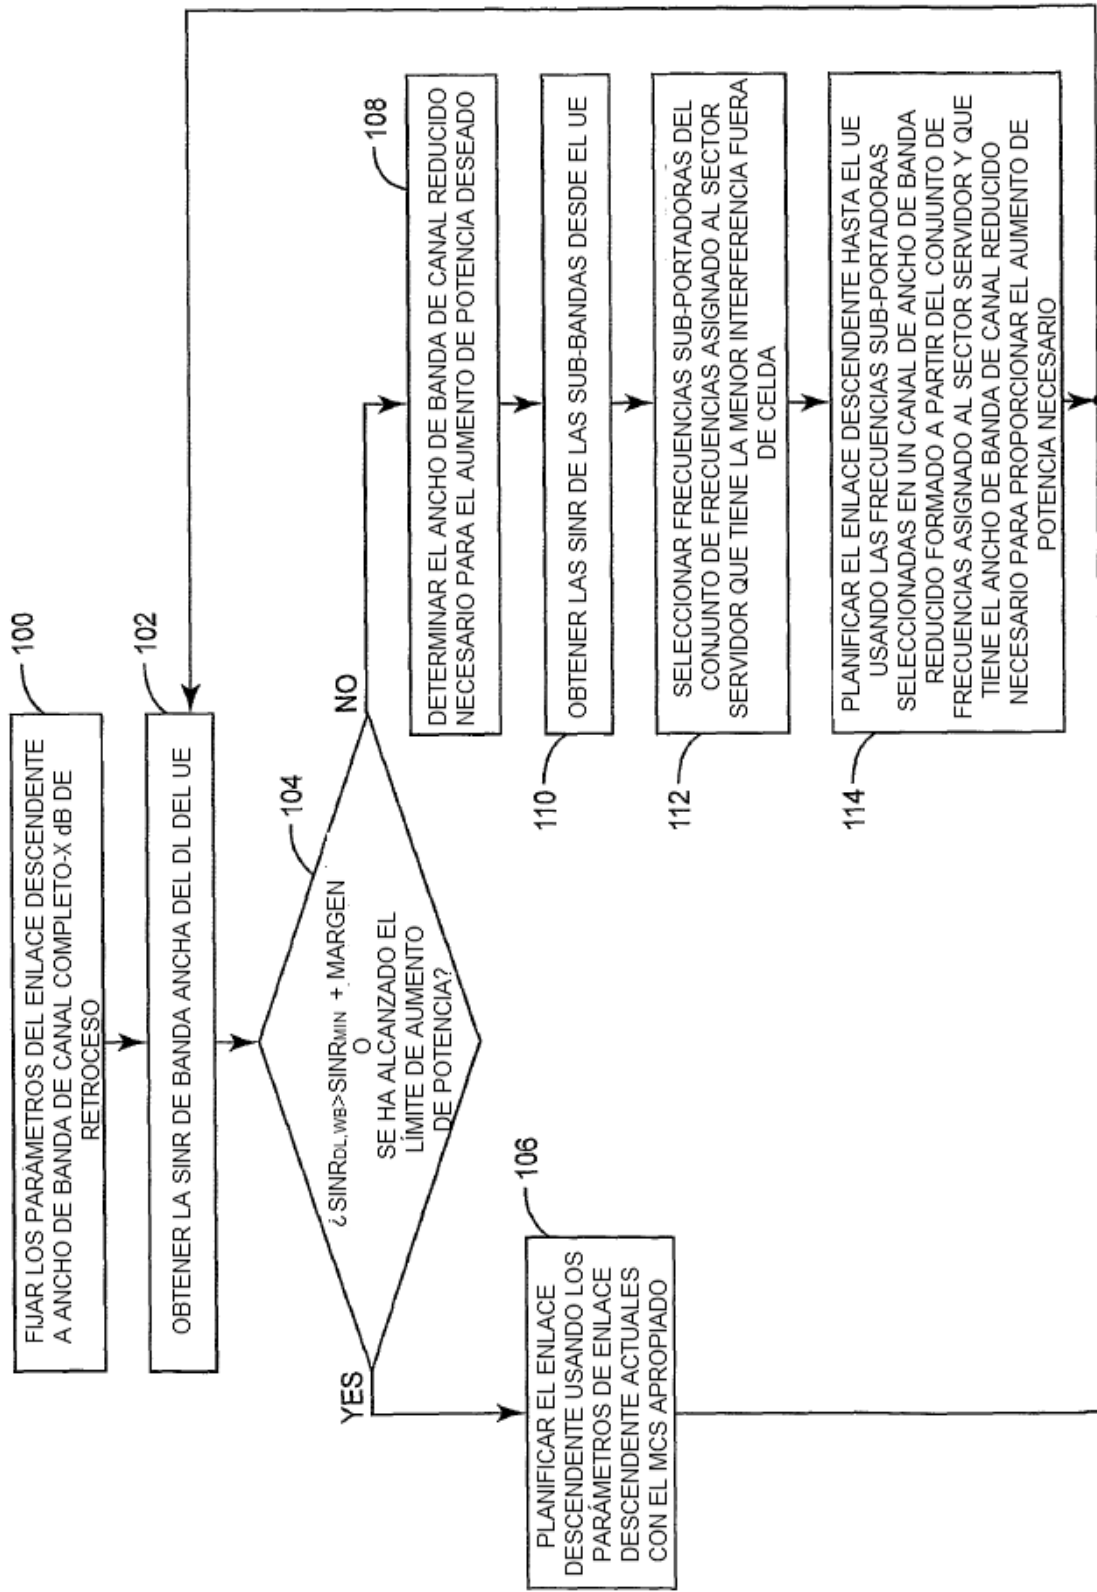 100
FIJAR LOS PARÁMETROS DEL ENLACE DESCENDENTE
A ANCHO DE BANDA DE CANAL COMPLETO-X dB DE
RETROCESO
102
OBTENER LA SINR DE BANDA ANCHA DEL DL DEL UE
104
¿SINRDL,WB>SINRMIN + MARGEN
O
SE HA ALCANZADO EL
LÍMITE DE AUMENTO
DE POTENCIA?
YES
NO
106
PLANIFICAR EL ENLACE
DESCENDENTE USANDO LOS
PARÁMETROS DE ENLACE
DESCENDENTE ACTUALES
CON EL MCS APROPIADO
108
DETERMINAR EL ANCHO DE BANDA DE CANAL REDUCIDO
NECESARIO PARA EL AUMENTO DE POTENCIA DESEADO
110
OBTENER LAS SINR DE LAS SUB-BANDAS DESDE EL UE
112
SELECCIONAR FRECUENCIAS SUB-PORTADORAS DEL
CONJUNTO DE FRECUENCIAS ASIGNADO AL SECTOR
SERVIDOR QUE TIENE LA MENOR INTERFERENCIA FUERA
DE CELDA
114
PLANIFICAR EL ENLACE DESCENDENTE HASTA EL UE
USANDO LAS FRECUENCIAS SUB-PORTADORAS
SELECCIONADAS EN UN CANAL DE ANCHO DE BANDA
REDUCIDO FORMADO A PARTIR DEL CONJUNTO DE
FRECUENCIAS ASIGNADO AL SECTOR SERVIDOR Y QUE
TIENE EL ANCHO DE BANDA DE CANAL REDUCIDO
NECESARIO PARA PROPORCIONAR EL AUMENTO DE
POTENCIA NECESARIO